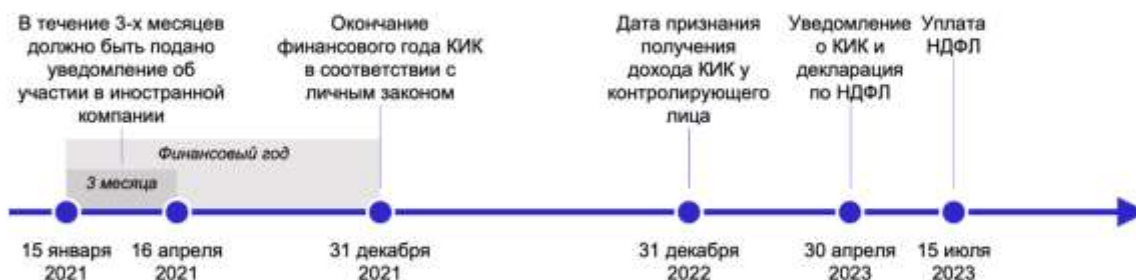 В течение 3-х месяцев
должно быть подано
уведомление об
участии в иностранной
компании
Окончание
финансового года КИК
в соответствии с
личным законом
Дата признания
получения
дохода КИК у
контролирующего
лица
Уведомление
о КИК и
декларация
по НДФЛ
Уплата
НДФЛ
Финансовый год
3 месяца
15 января
2021
16 апреля
2021
31 декабря
2021
31 декабря
2022
30 апреля
2023
15 июля
2023